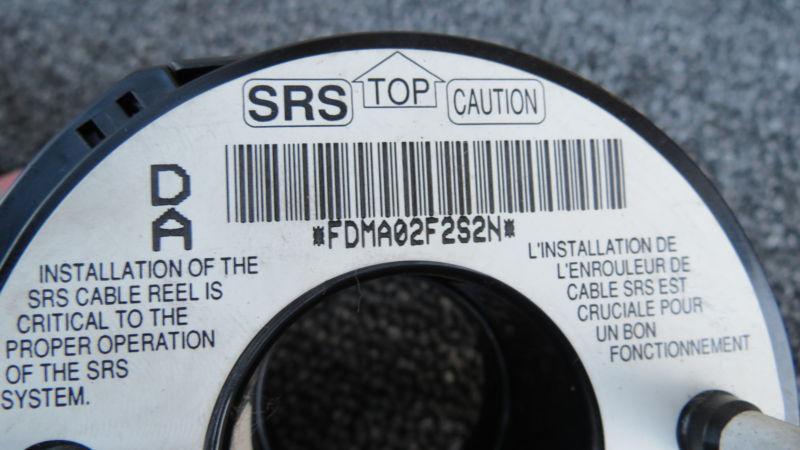 SRS TOP CAUTION
D
A
*FDMA02F2S2N*
INSTALLATION OF THE
SRS CABLE REEL IS
CRITICAL TO THE
PROPER OPERATION
OF THE SRS
SYSTEM.
L'INSTALLATION DE
L'ENROULEUR DE
CABLE SRS EST
CRUCIALE POUR
UN BON
FONCTIONNEMENT